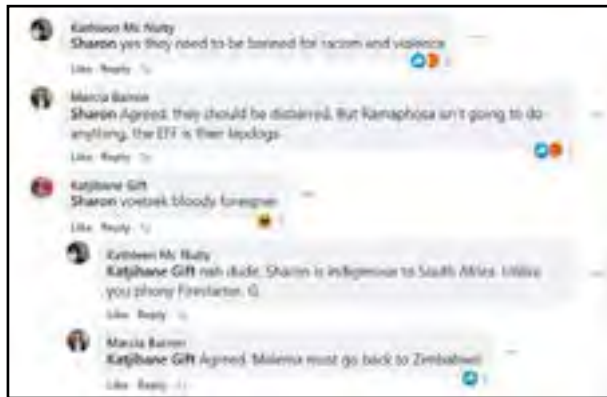 Kathleen Mc Nulty
Sharon yes they need to be banned for racism and violence
Like Reply
Marcia Barron
Sharon Agreed, they should be disbarred. But Ramaphosa isn't going to do
anything, the EFF is their lapdogs
Like Reply
Katjibane Gift
Sharon voetsek bloody foreigner
Like Reply
Kathleen Mc Nulty
Katjibane Gift nah dude. Sharon is indigenous to South Africa. Unlike
you phony Firestarter.
Like Reply
Marcia Barron
Katjibane Gift Agreed. Malema must go back to Zimbabwe
Like Reply